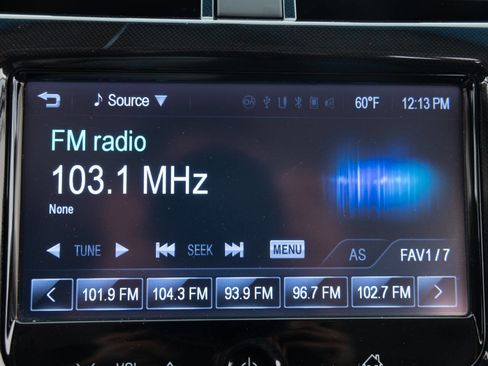 Source 60°F 12:13 PM
FM radio
103.1 MHz
None
TUNE SEEK MENU AS FAV1 / 7
101.9 FM 104.3 FM 93.9 FM 96.7 FM 102.7 FM
VOL